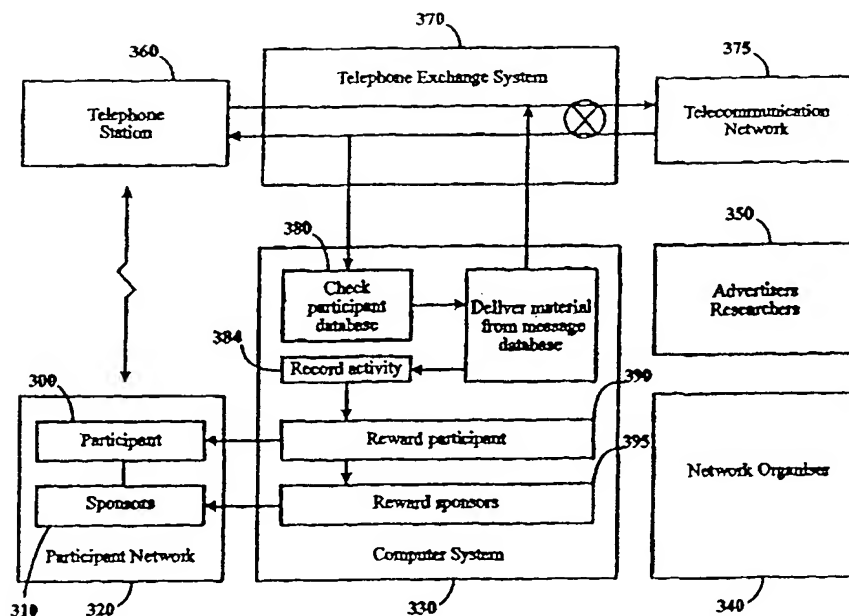 370
360
375
Telephone Exchange System
Telephone
Station
Telecommunication
Network
380
350
Check
participant
database
Deliver material
from message
database
Advertizers
Researchers
384
Record activity
300
390
Participant
Reward participant
395
Network Organiser
Sponsors
Reward sponsors
Participant Network
Computer System
310
320
330
340